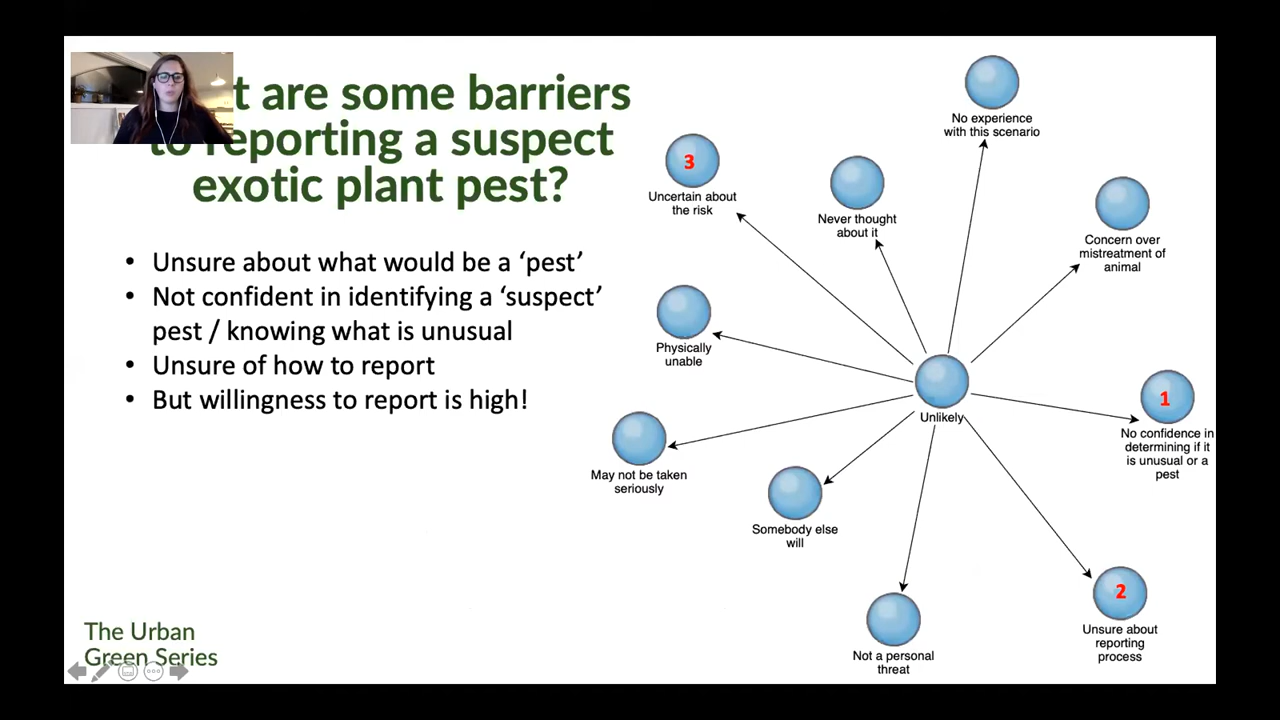 t are some barriers
to reporting a suspect
exotic plant pest?
• Unsure about what would be a ‘pest’
• Not confident in identifying a ‘suspect’
pest / knowing what is unusual
• Unsure of how to report
• But willingness to report is high!
The Urban
Green Series
No experience
with this scenario
3
Uncertain about
the risk
Never thought
about it
Concern over
mistreatment of
animal
Physically
unable
Unlikely
1
No confidence in
determining if it
is unusual or a
pest
May not be taken
seriously
Somebody else
will
2
Unsure about
reporting
process
Not a personal
threat